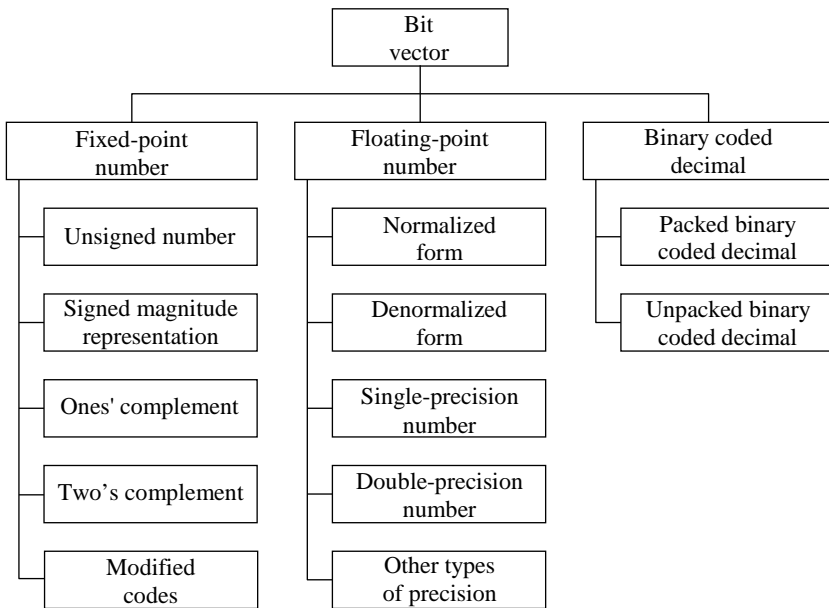 Bit
vector
Fixed-point
number
Floating-point
number
Binary coded
decimal
Unsigned number
Signed magnitude
representation
Ones' complement
Two’s complement
Modified
codes
Normalized
form
Denormalized
form
Single-precision
number
Double-precision
number
Other types
of precision
Packed binary
coded decimal
Unpacked binary
coded decimal